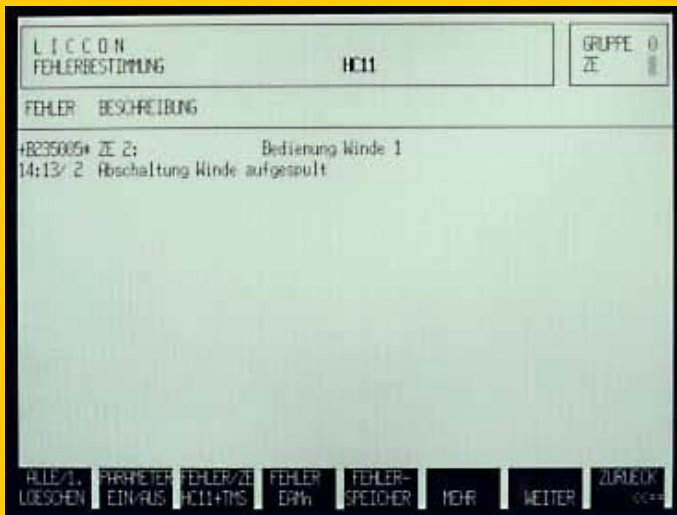 LICCON
FEHLERBESTIMMUNG
HC11
GRUPPE 0
ZE
FEHLER BESCHREIBUNG
+B235005* ZE 2: Bedienung Winde 1
14:13/ 2 Abschaltung Winde aufgespult
ALLE/1. LOESCHEN
PARAMETER EIN/AUS
FEHLER/ZE HC11+TMS
FEHLER EAMn
FEHLER- SPEICHER
MEHR
WEITER
ZURUECK <<==